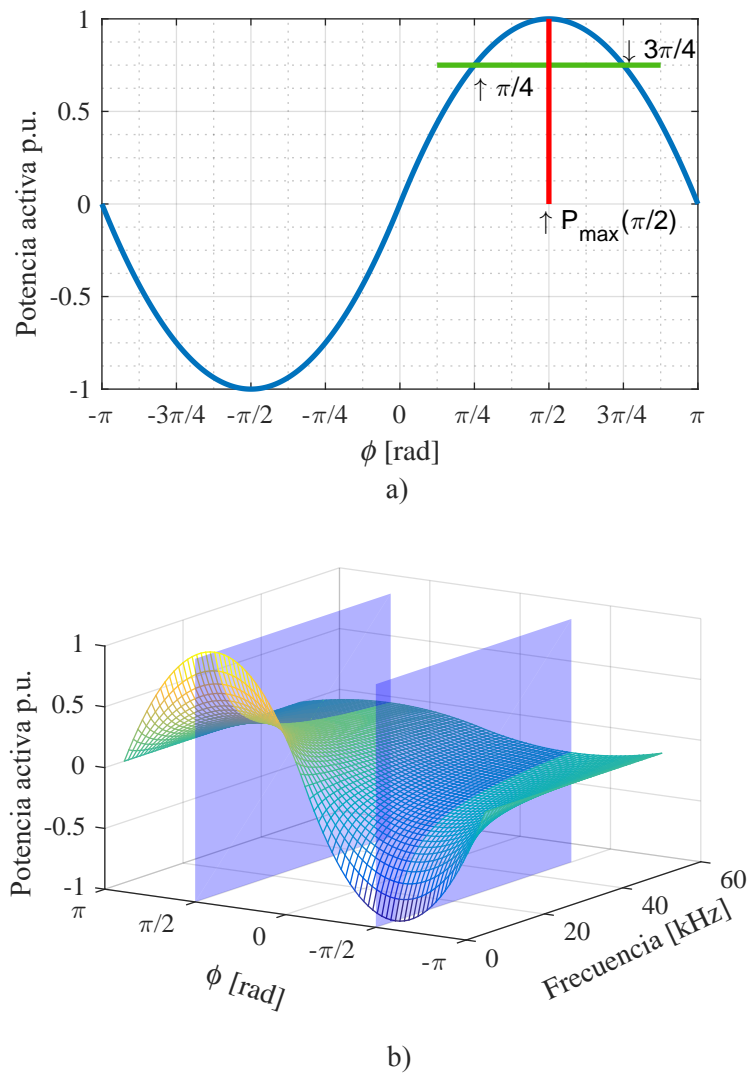 1
0.5
0
-0.5
-1
Potencia activa p.u.
↓ 3π/4
↑ π/4
↑ P_max(π/2)
-π -3π/4 -π/2 -π/4 0 π/4 π/2 3π/4 π
ϕ [rad]
a)
1
0.5
0
-0.5
-1
Potencia activa p.u.
π π/2 0 -π/2 -π
ϕ [rad]
0 20 40 60
Frecuencia [kHz]
b)